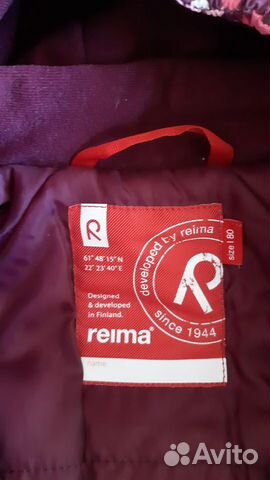 R
61° 48' 15" N
22° 23' 40" E
Designed
& developed
in Finland.
reima®
name
developed by reima
R
since 1944
size | 80
Avito